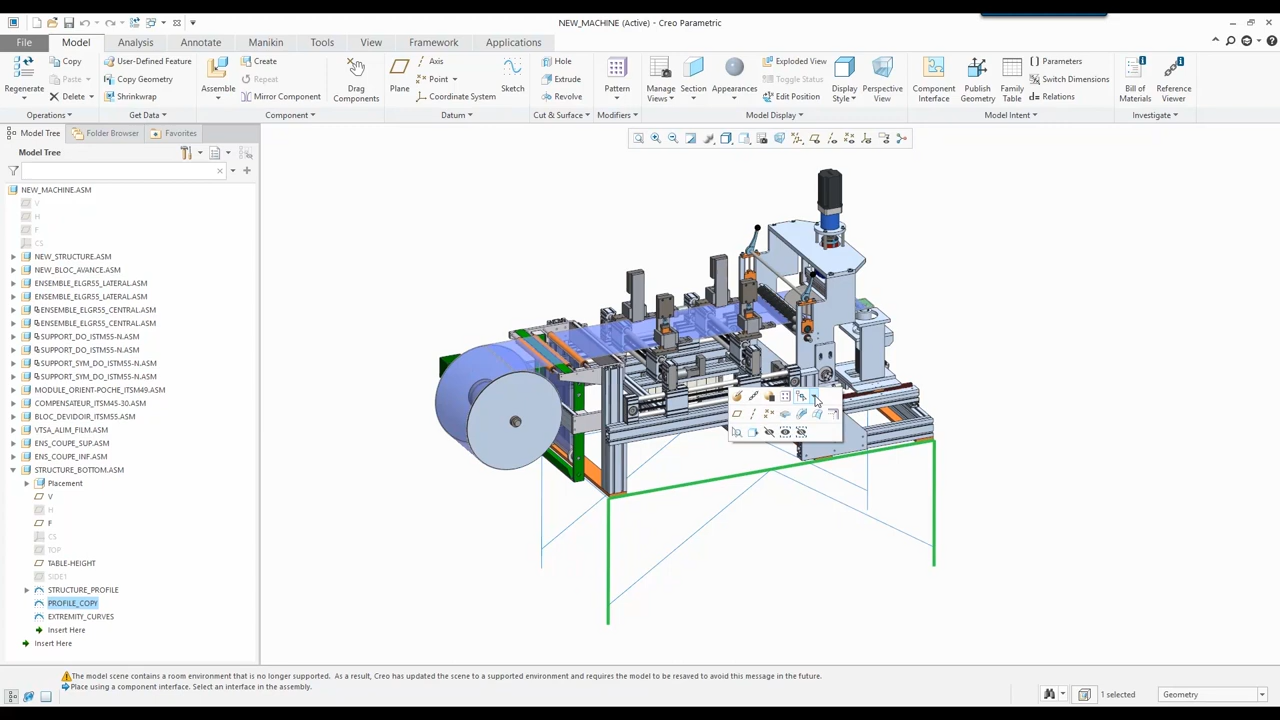 NEW_MACHINE (Active) - Creo Parametric
File Model Analysis Annotate Manikin Tools View Framework Applications
Regenerate
Copy
Paste
Delete
Operations
User-Defined Feature
Copy Geometry
Shrinkwrap
Get Data
Assemble
Create
Repeat
Mirror Component
Drag Components
Component
Plane
Axis
Point
Coordinate System
Sketch
Datum
Hole
Extrude
Revolve
Cut & Surface
Pattern
Modifiers
Manage Views
Section
Appearances
Exploded View
Toggle Status
Edit Position
Display Style
Perspective View
Model Display
Component Interface
Publish Geometry
Family Table
Parameters
Switch Dimensions
Relations
Model Intent
Bill of Materials
Reference Viewer
Investigate
Model Tree Folder Browser Favorites
Model Tree
NEW_MACHINE.ASM
V
H
F
CS
NEW_STRUCTURE.ASM
NEW_BLOC_AVANCE.ASM
ENSEMBLE_ELGR55_LATERAL.ASM
ENSEMBLE_ELGR55_LATERAL.ASM
ENSEMBLE_ELGR55_CENTRAL.ASM
ENSEMBLE_ELGR55_CENTRAL.ASM
SUPPORT_DO_ISTM55-N.ASM
SUPPORT_DO_ISTM55-N.ASM
SUPPORT_SYM_DO_ISTM55-N.ASM
SUPPORT_SYM_DO_ISTM55-N.ASM
MODULE_ORIENT-POCHE_ITSM49.ASM
COMPENSATEUR_ITSM45-30.ASM
BLOC_DEVIDOIR_ITSM55.ASM
VTSA_ALIM_FILM.ASM
ENS_COUPE_SUP.ASM
ENS_COUPE_INF.ASM
STRUCTURE_BOTTOM.ASM
Placement
V
H
F
CS
TOP
TABLE-HEIGHT
SIDE1
STRUCTURE_PROFILE
PROFILE_COPY
EXTREMITY_CURVES
Insert Here
Insert Here
The model scene contains a room environment that is no longer supported. As a result, Creo has updated the scene to a supported environment and requires the model to be resaved to avoid this message in the future.
Place using a component interface. Select an interface in the assembly.
1 selected
Geometry